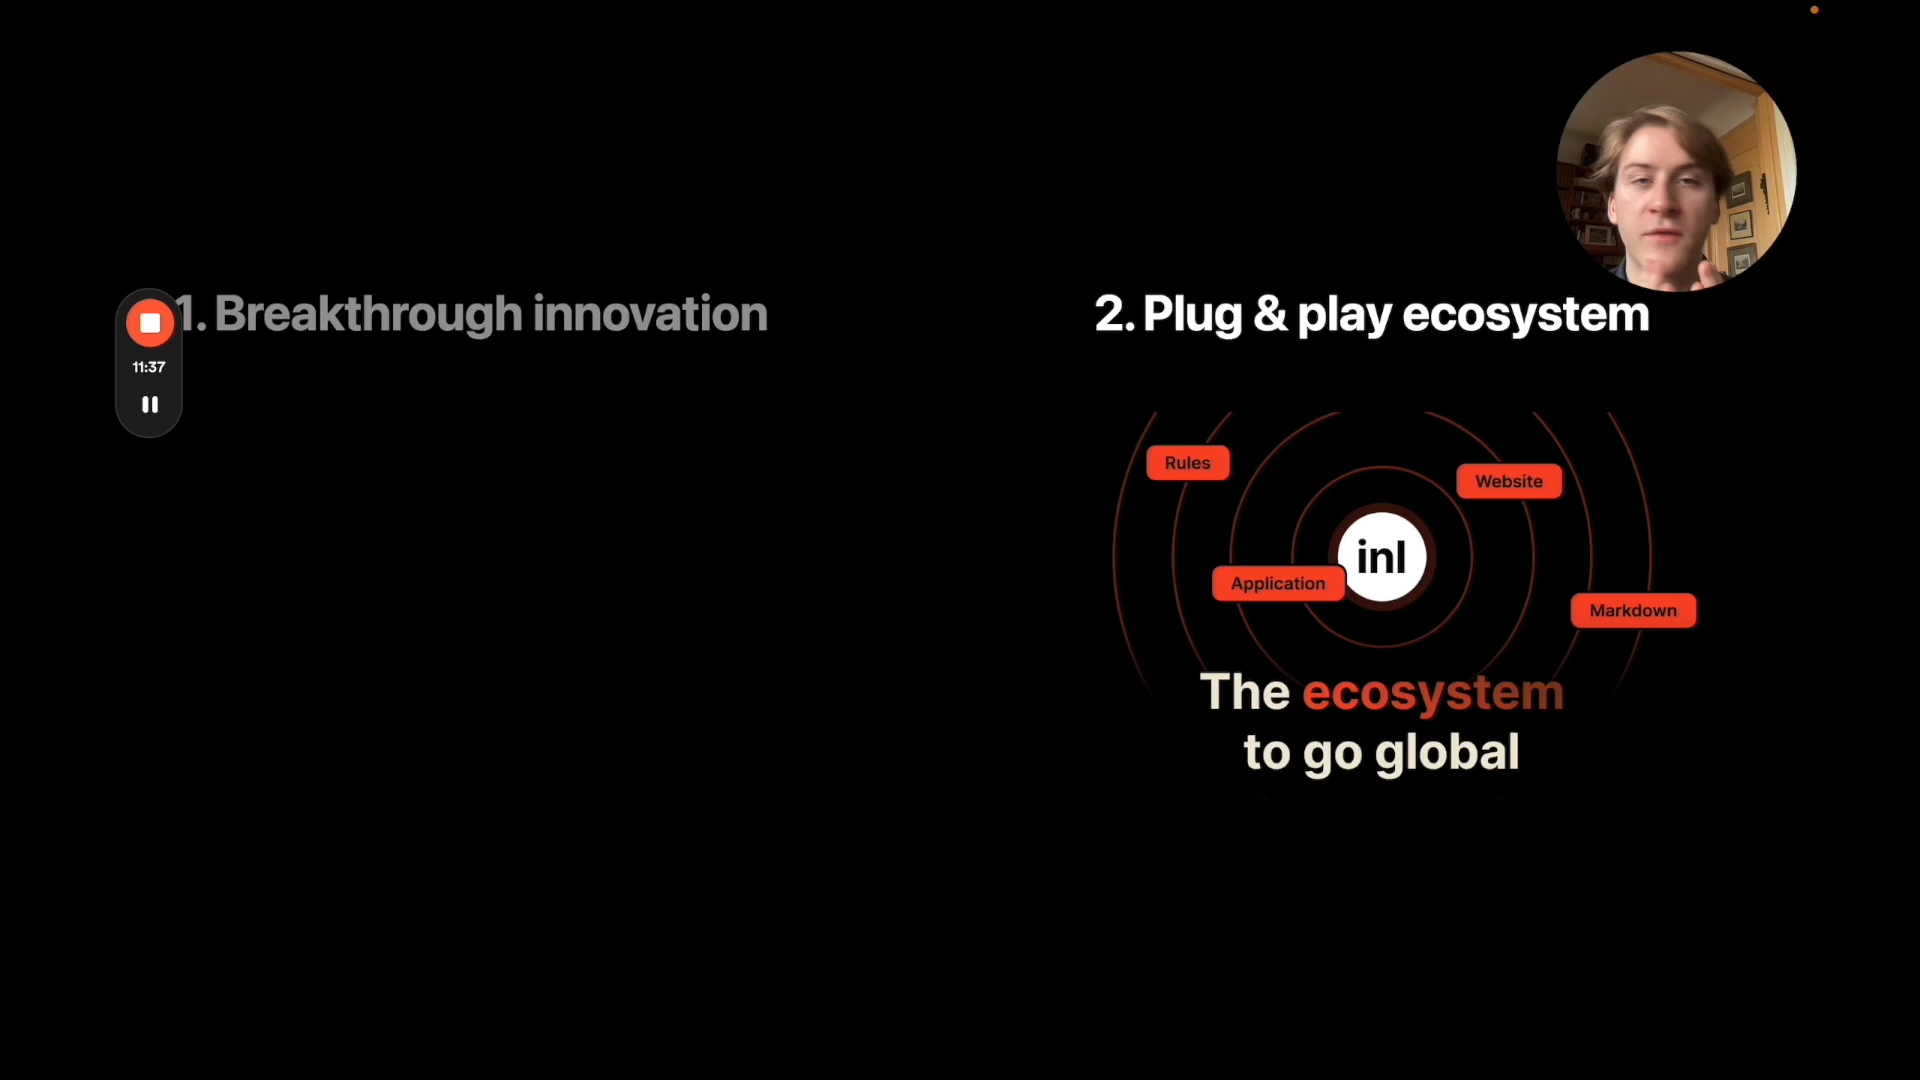 1. Breakthrough innovation
11:37
2. Plug & play ecosystem
Rules
Website
inl
Application
Markdown
The ecosystem
to go global